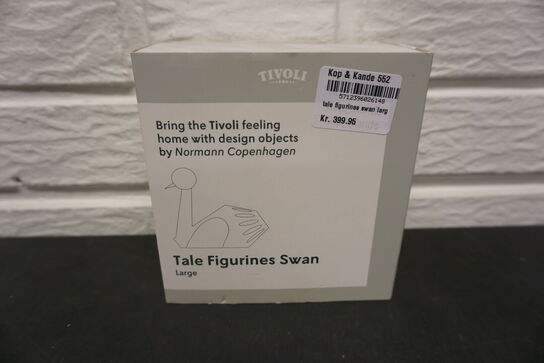 TIVOLI
Kop & Kande 552
5712396026148
tale figurines swan larg
Kr. 399.95
Bring the Tivoli feeling
home with design objects
by Normann Copenhagen
Tale Figurines Swan
Large